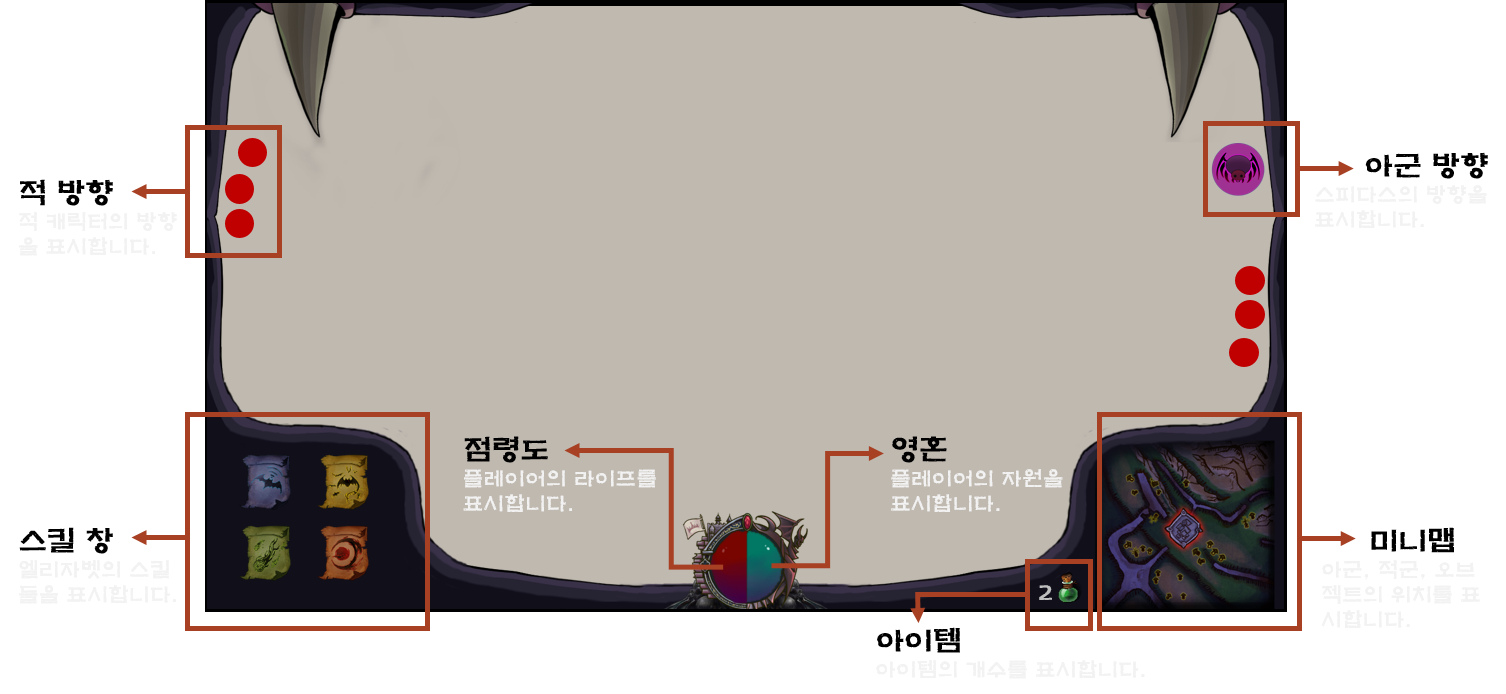 적 방향
적 캐릭터의 방향
을 표시합니다.
아군 방향
스피다스의 방향을
표시합니다.
점령도
플레이어의 라이프를
표시합니다.
영혼
플레이어의 자원을
표시합니다.
스킬 창
엘리자벳의 스킬
들을 표시합니다.
미니맵
아군, 적군, 오브
젝트의 위치를 표
시합니다.
2
아이템
아이템의 개수를 표시합니다.